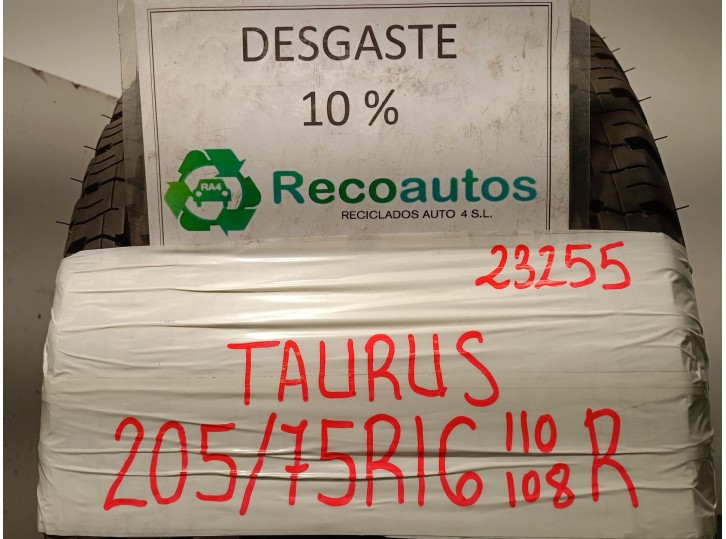 DESGASTE
10 %
RA4
Recoautos
RECICLADOS AUTO 4 S.L.
23255
TAURUS
205/75R16 110
108 R